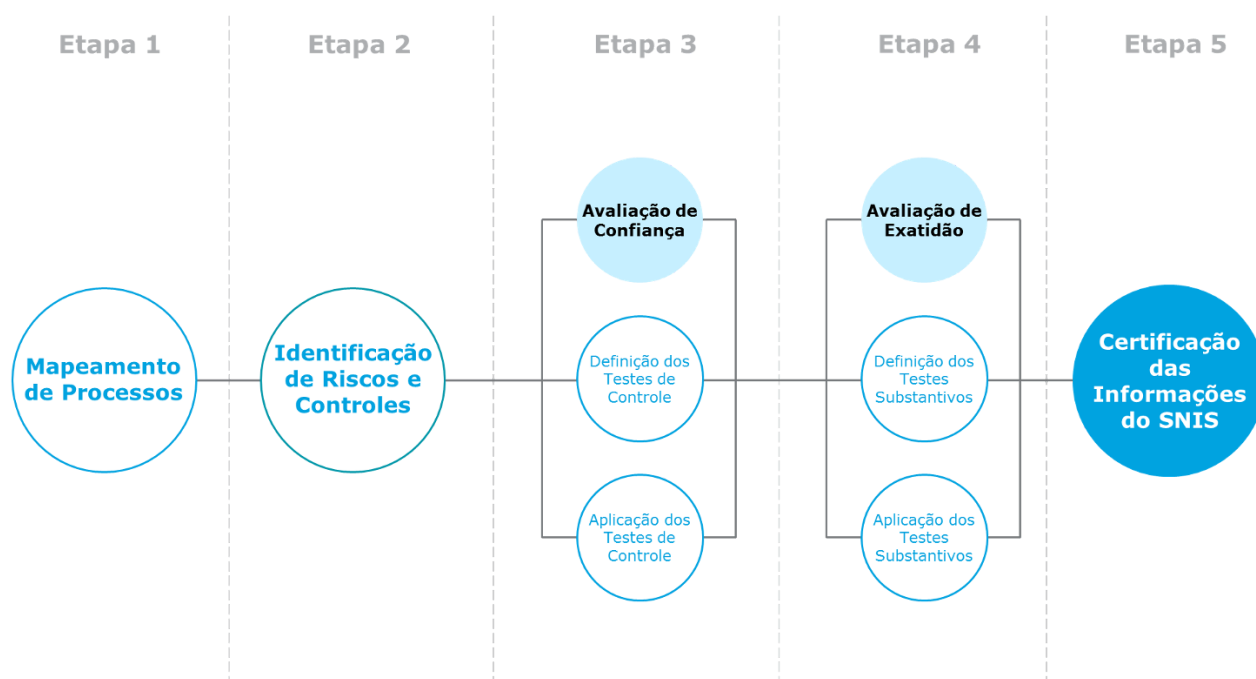 Etapa 1
Etapa 2
Etapa 3
Etapa 4
Etapa 5
Mapeamento
de Processos
Identificação
de Riscos e
Controles
Avaliação de
Confiança
Definição dos
Testes de
Controle
Aplicação dos
Testes de
Controle
Avaliação de
Exatidão
Definição dos
Testes
Substantivos
Aplicação dos
Testes
Substantivos
Certificação
das
Informações
do SNIS